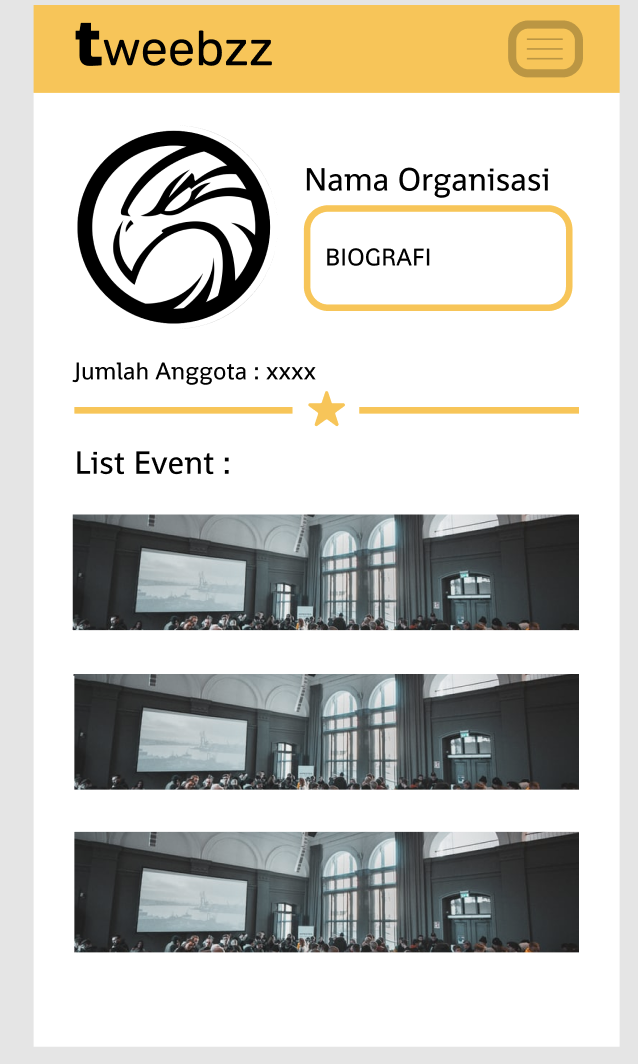 tweebzz
Nama Organisasi
BIOGRAFI
Jumlah Anggota : xxxx
List Event :